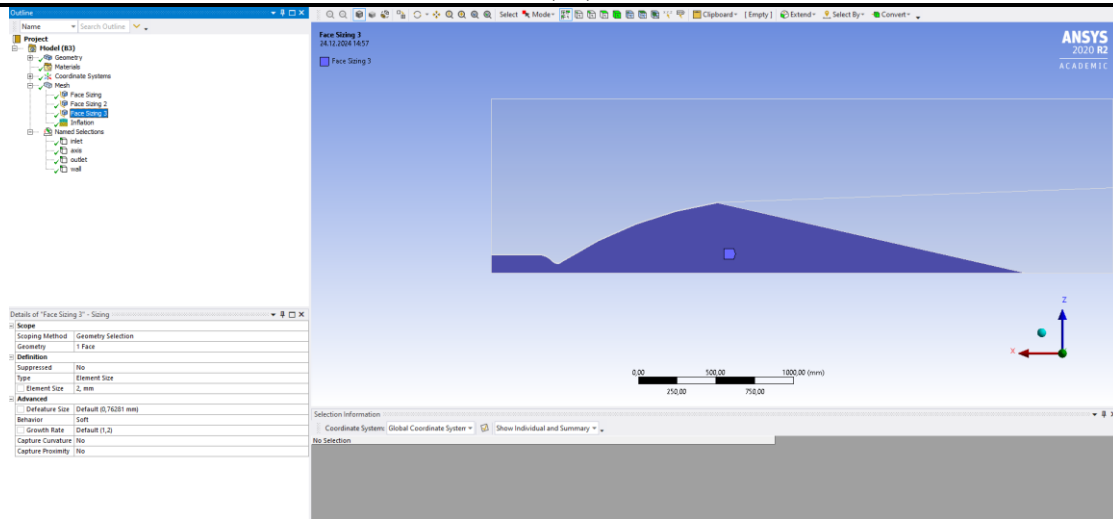 Outline
Name Search Outline
Project
Model (B3)
Geometry
Materials
Coordinate Systems
Mesh
Face Sizing
Face Sizing 2
Face Sizing 3
Inflation
Named Selections
inlet
axis
outlet
wall
Details of "Face Sizing 3" - Sizing
Scope
Scoping Method Geometry Selection
Geometry 1 Face
Definition
Suppressed No
Type Element Size
Element Size 2, mm
Advanced
Defeature Size Default (0,76281 mm)
Behavior Soft
Growth Rate Default (1,2)
Capture Curvature No
Capture Proximity No
Select Mode Clipboard [Empty] Extend Select By Convert
Face Sizing 3
24.12.2024 14:57
Face Sizing 3
ANSYS
2020 R2
ACADEMIC
Z
X
0,00 500,00 1000,00 (mm)
250,00 750,00
Selection Information
Coordinate System: Global Coordinate System Show Individual and Summary
No Selection